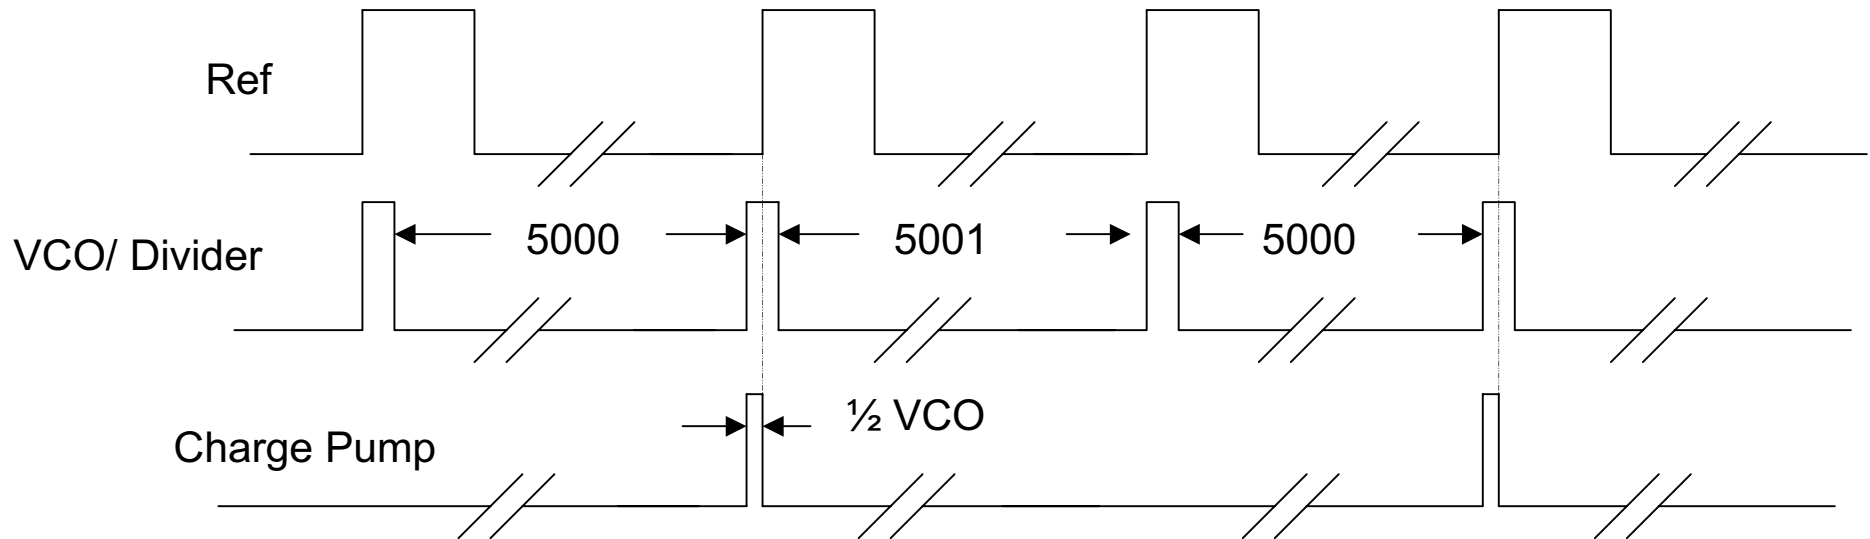 Ref
VCO/ Divider
5000
5001
5000
Charge Pump
½ VCO